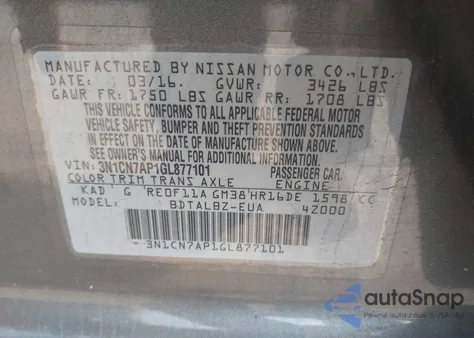 MANUFACTURED BY NISSAN MOTOR CO., LTD.
DATE: 03/16. GVWR: 3426 LBS
GAWR FR: 1750 LBS GAWR RR: 1708 LBS
THIS VEHICLE CONFORMS TO ALL APPLICABLE FEDERAL MOTOR
VEHICLE SAFETY, BUMPER AND THEFT PREVENTION STANDARDS
IN EFFECT ON THE DATE OF MANUFACTURE SHOWN ABOVE.
SEE OWNER'S MANUAL FOR ADDITIONAL INFORMATION.
VIN: 3N1CN7AP1GL877101 PASSENGER CAR.
COLOR TRIM TRANS AXLE ENGINE
KAD G RE0F11A GM38 HR16DE 1598 CC
MODEL: BDTALBZ-EUA 4Z000
3N1CN7AP1GL877101
autaSnap